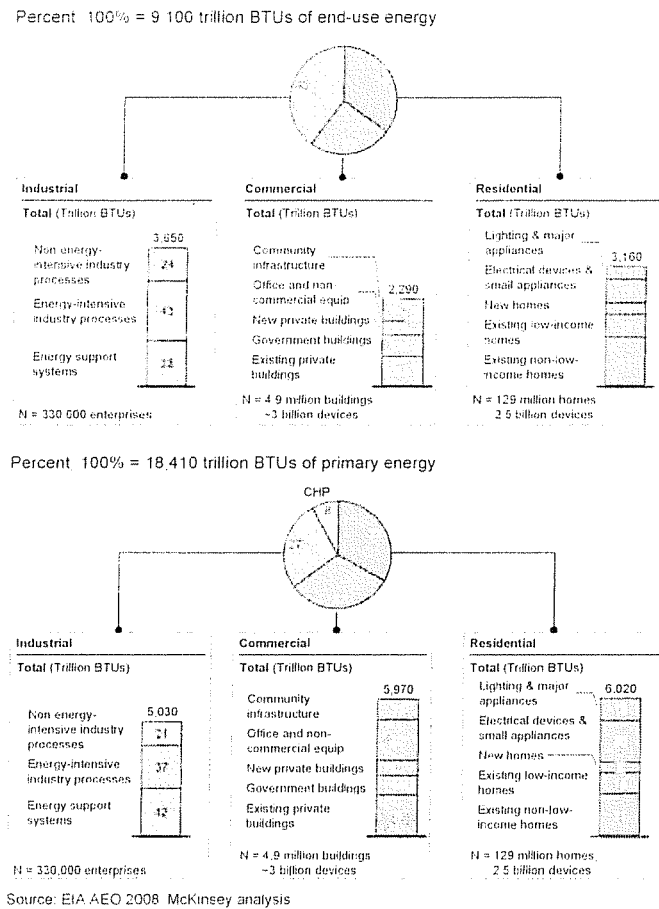 Percent 100% = 9 100 trillion BTUs of end-use energy
Industrial
Total (Trillion BTUs)
3,650
Non energy-
intensive industry
processes
24
Energy-intensive
industry processes
Energy support
systems
N = 330 000 enterprises
Commercial
Total (Trillion BTUs)
Community
infrastructure
Office and non-
commercial equip
2,290
New private buildings
Government buildings
Existing private
buildings
N = 4.9 million buildings
~3 billion devices
Residential
Total (Trillion BTUs)
Lighting & major
appliances
3,160
Electrical devices &
small appliances
New homes
Existing low-income
homes
Existing non-low-
income homes
N = 129 million homes
2.5 billion devices
Percent 100% = 18,410 trillion BTUs of primary energy
CHP
8
Industrial
Total (Trillion BTUs)
5,030
Non energy-
intensive industry
processes
21
Energy-intensive
industry processes
37
Energy support
systems
42
N = 330,000 enterprises
Commercial
Total (Trillion BTUs)
5,970
Community
infrastructure
Office and non-
commercial equip
New private buildings
Government buildings
Existing private
buildings
N = 4.9 million buildings
~3 billion devices
Residential
Total (Trillion BTUs)
Lighting & major
appliances
6,020
Electrical devices &
small appliances
New homes
Existing low-income
homes
Existing non-low-
income homes
N = 129 million homes,
2.5 billion devices
Source: EIA AEO 2008 McKinsey analysis